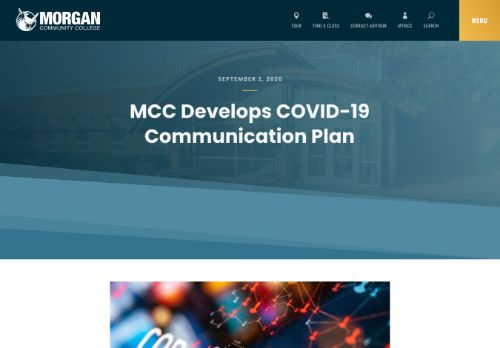 MORGAN
COMMUNITY COLLEGE
TOUR
FIND A CLASS
CONTACT ADVISOR
MYMCC
SEARCH
MENU
SEPTEMBER 2, 2020
MCC Develops COVID-19
Communication Plan